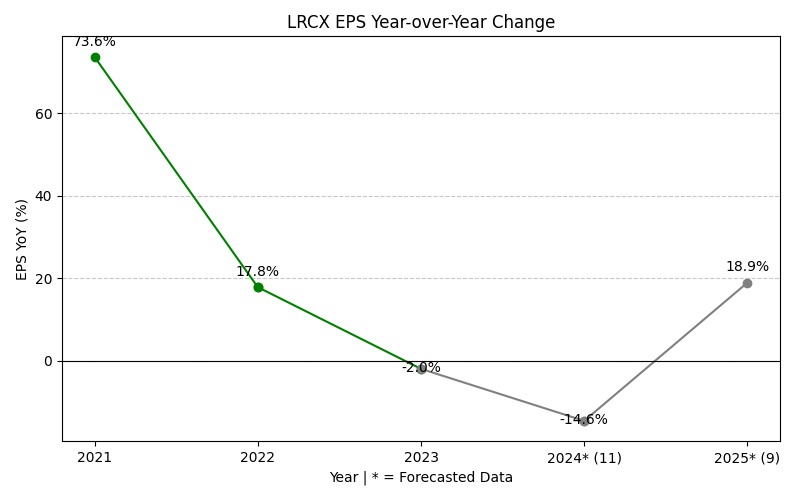 LRCX EPS Year-over-Year Change
73.6%
60
40
EPS YoY (%)
20
17.8%
18.9%
0
-2.0%
-14.6%
2021 2022 2023 2024* (11) 2025* (9)
Year | * = Forecasted Data